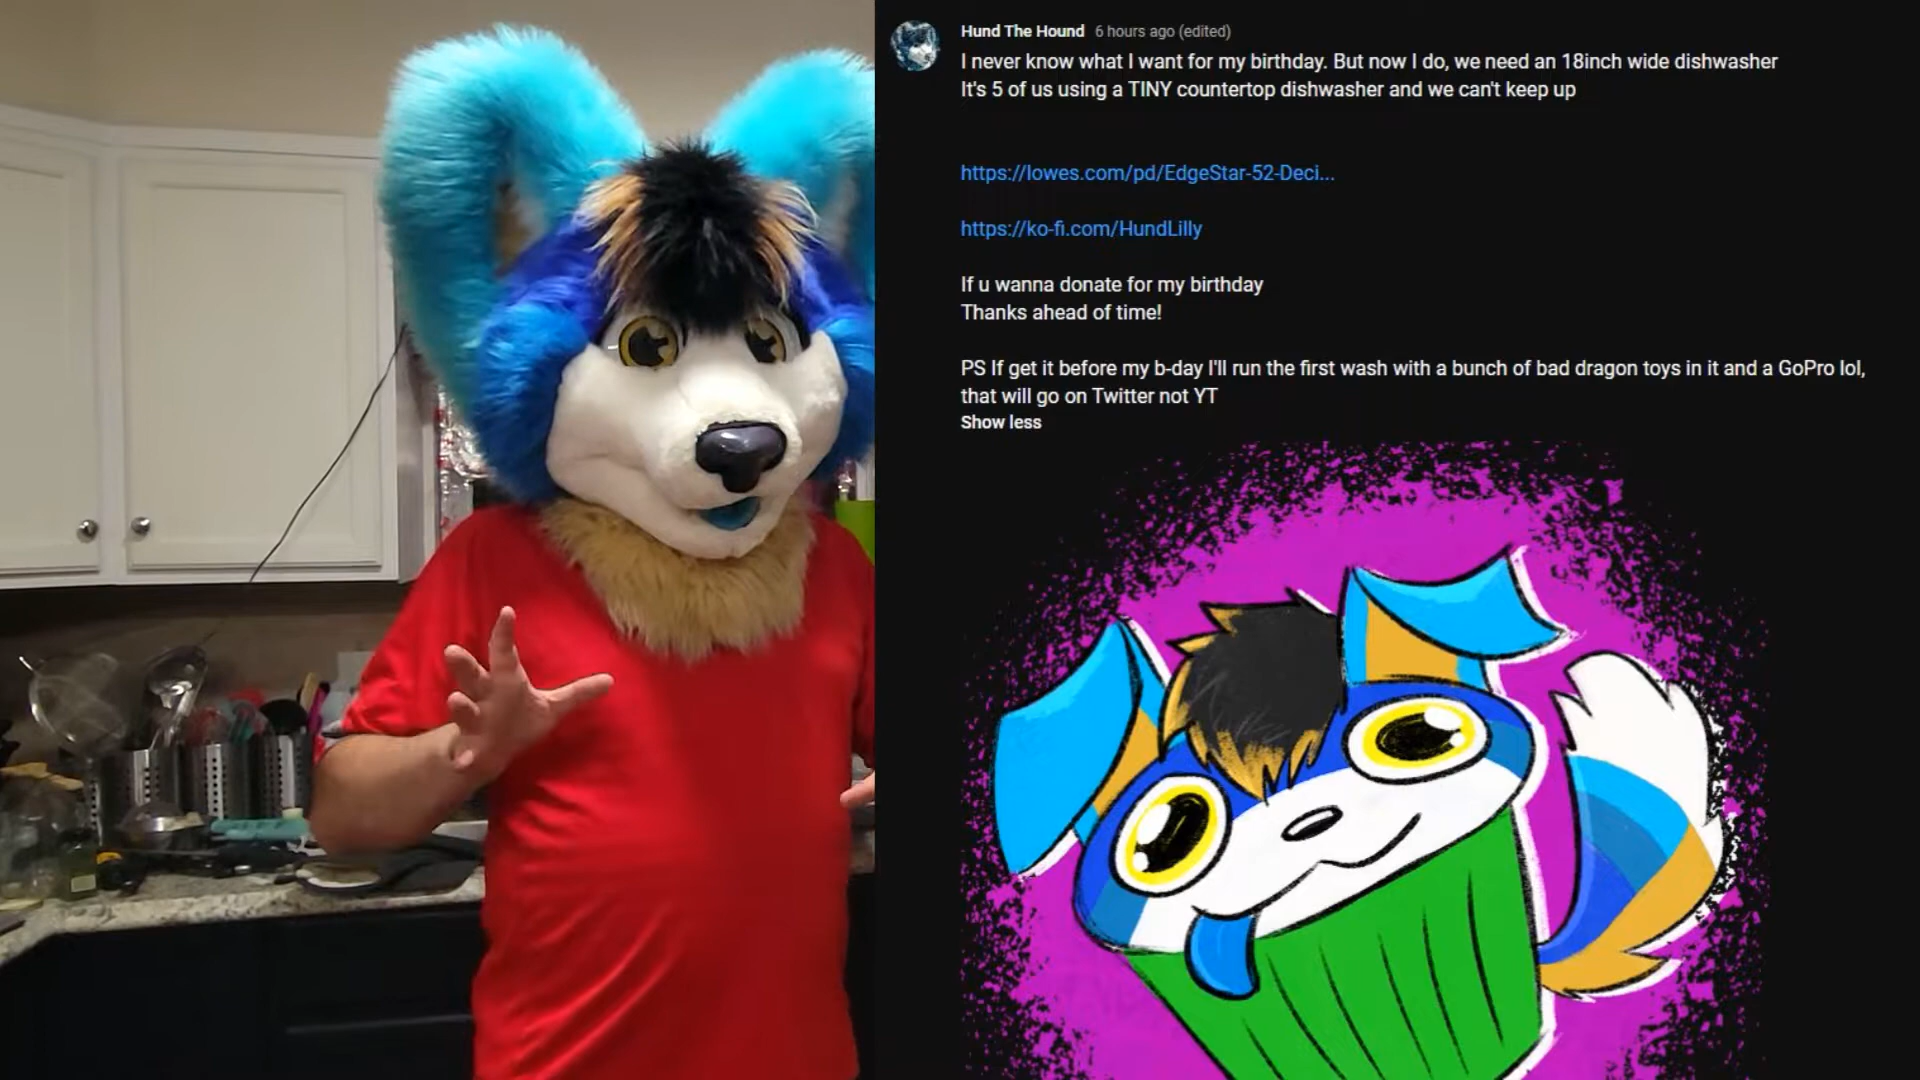 Hund The Hound 6 hours ago (edited)
I never know what I want for my birthday. But now I do, we need an 18inch wide dishwasher
It's 5 of us using a TINY countertop dishwasher and we can't keep up
https://lowes.com/pd/EdgeStar-52-Deci...
https://ko-fi.com/HundLilly
If u wanna donate for my birthday
Thanks ahead of time!
PS If get it before my b-day I'll run the first wash with a bunch of bad dragon toys in it and a GoPro lol,
that will go on Twitter not YT
Show less